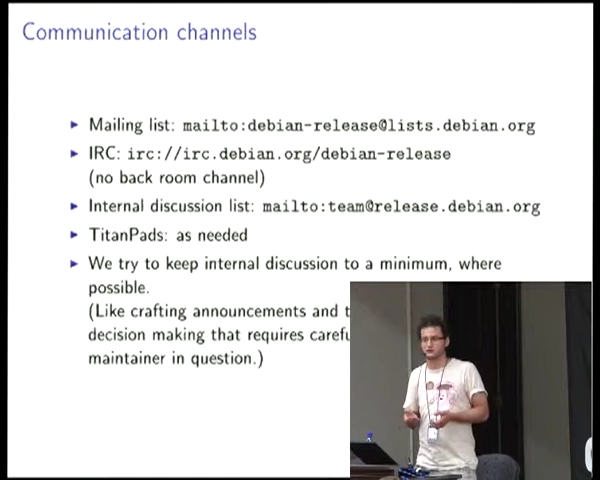 Communication channels
Mailing list: mailto:debian-release@lists.debian.org
IRC: irc://irc.debian.org/debian-release
(no back room channel)
Internal discussion list: mailto:team@release.debian.org
TitanPads: as needed
We try to keep internal discussion to a minimum, where
possible.
(Like crafting announcements and
decision making that requires
maintainer in question.)